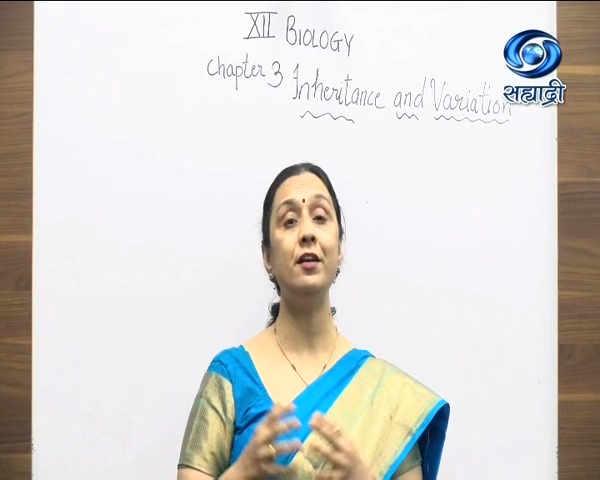 XII BIOLOGY
Chapter 3 Inheritance and Variation
सह्याद्री